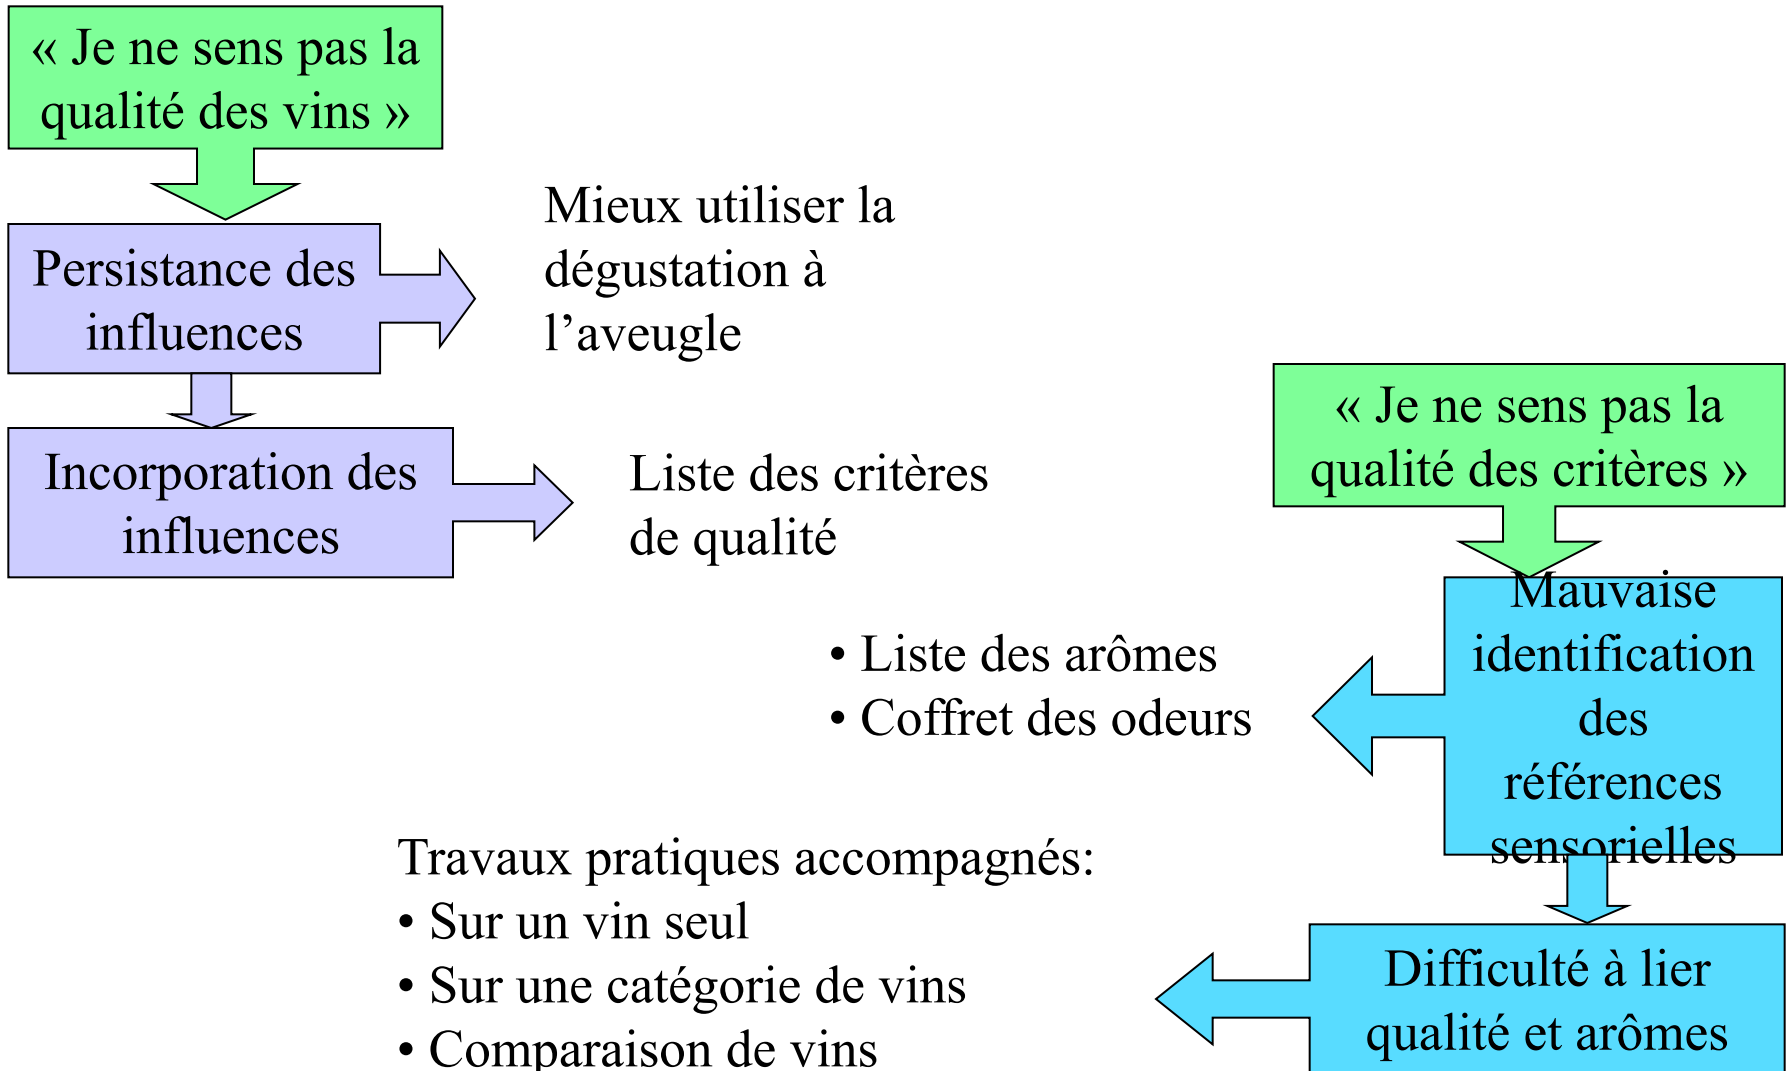 « Je ne sens pas la
qualité des vins »
Persistance des
influences
Mieux utiliser la
dégustation à
l’aveugle
Incorporation des
influences
Liste des critères
de qualité
« Je ne sens pas la
qualité des critères »
Mauvaise
identification
des
références
sensorielles
• Liste des arômes
• Coffret des odeurs
Difficulté à lier
qualité et arômes
Travaux pratiques accompagnés:
• Sur un vin seul
• Sur une catégorie de vins
• Comparaison de vins